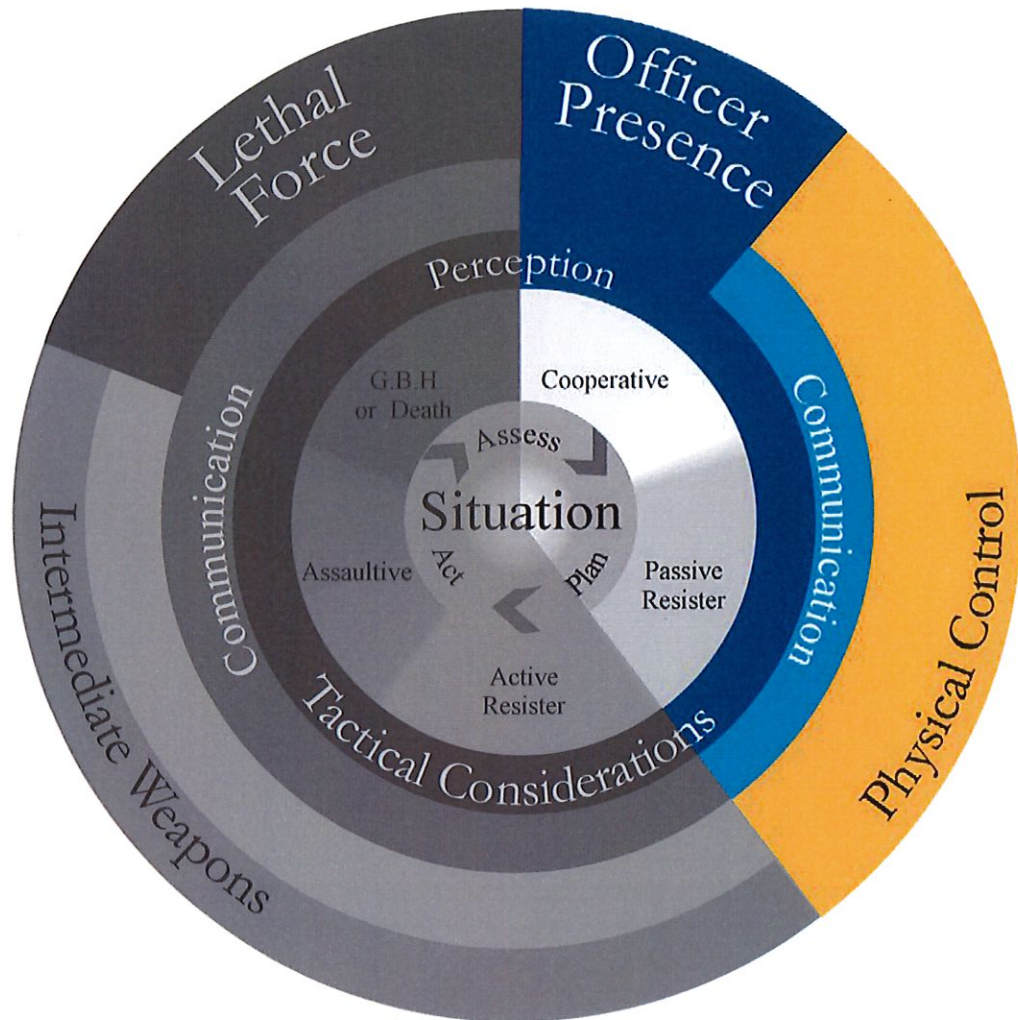 Lethal
Force
Officer
Presence
Perception
G.B.H
or Death
Cooperative
Assess
Situation
Act
Plan
Assaultive
Passive
Resister
Active
Resister
Communication
Communication
Tactical Considerations
Intermediate Weapons
Physical Control